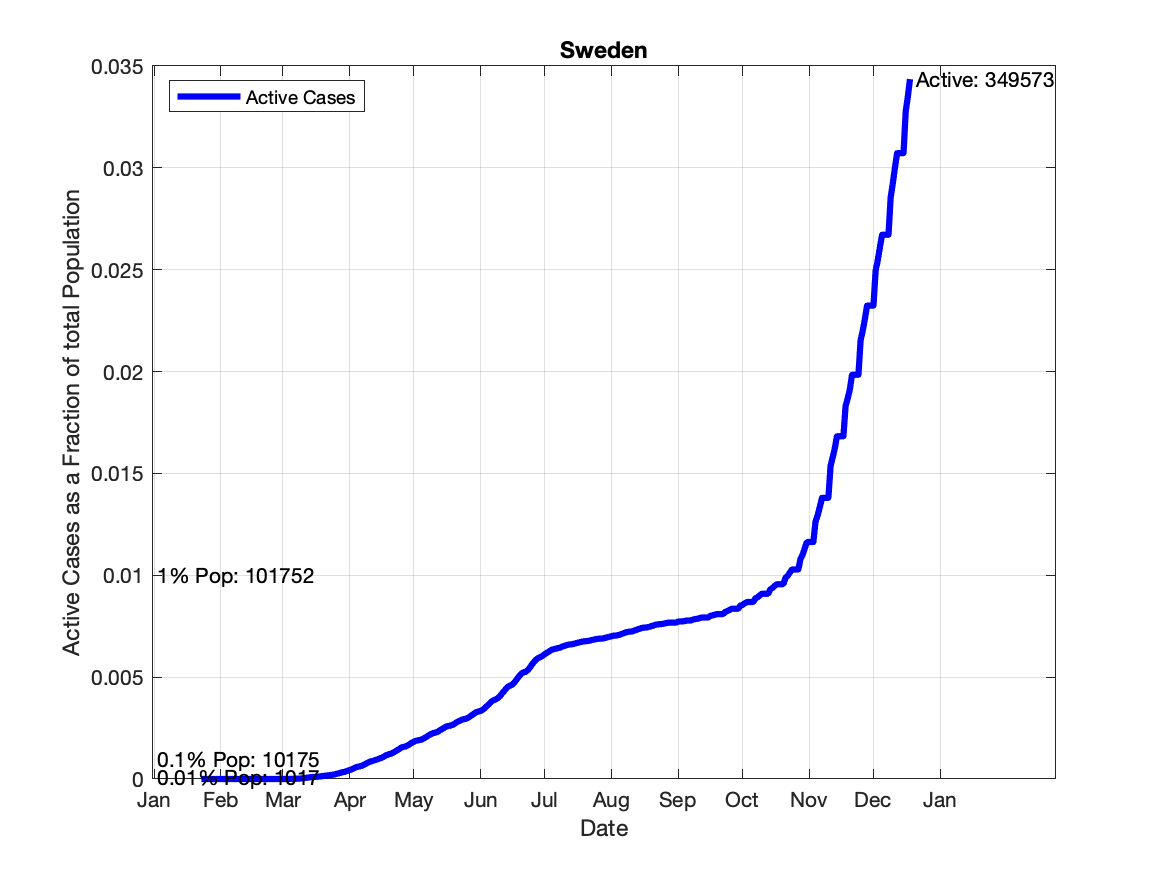 Sweden
0.035
Active Cases
Active: 349573
0.03
0.025
0.02
0.015
0.01
1% Pop: 101752
0.005
0.1% Pop: 10175
0
0.01% Pop: 1017
Jan Feb Mar Apr May Jun Jul Aug Sep Oct Nov Dec Jan
Date
Active Cases as a Fraction of total Population